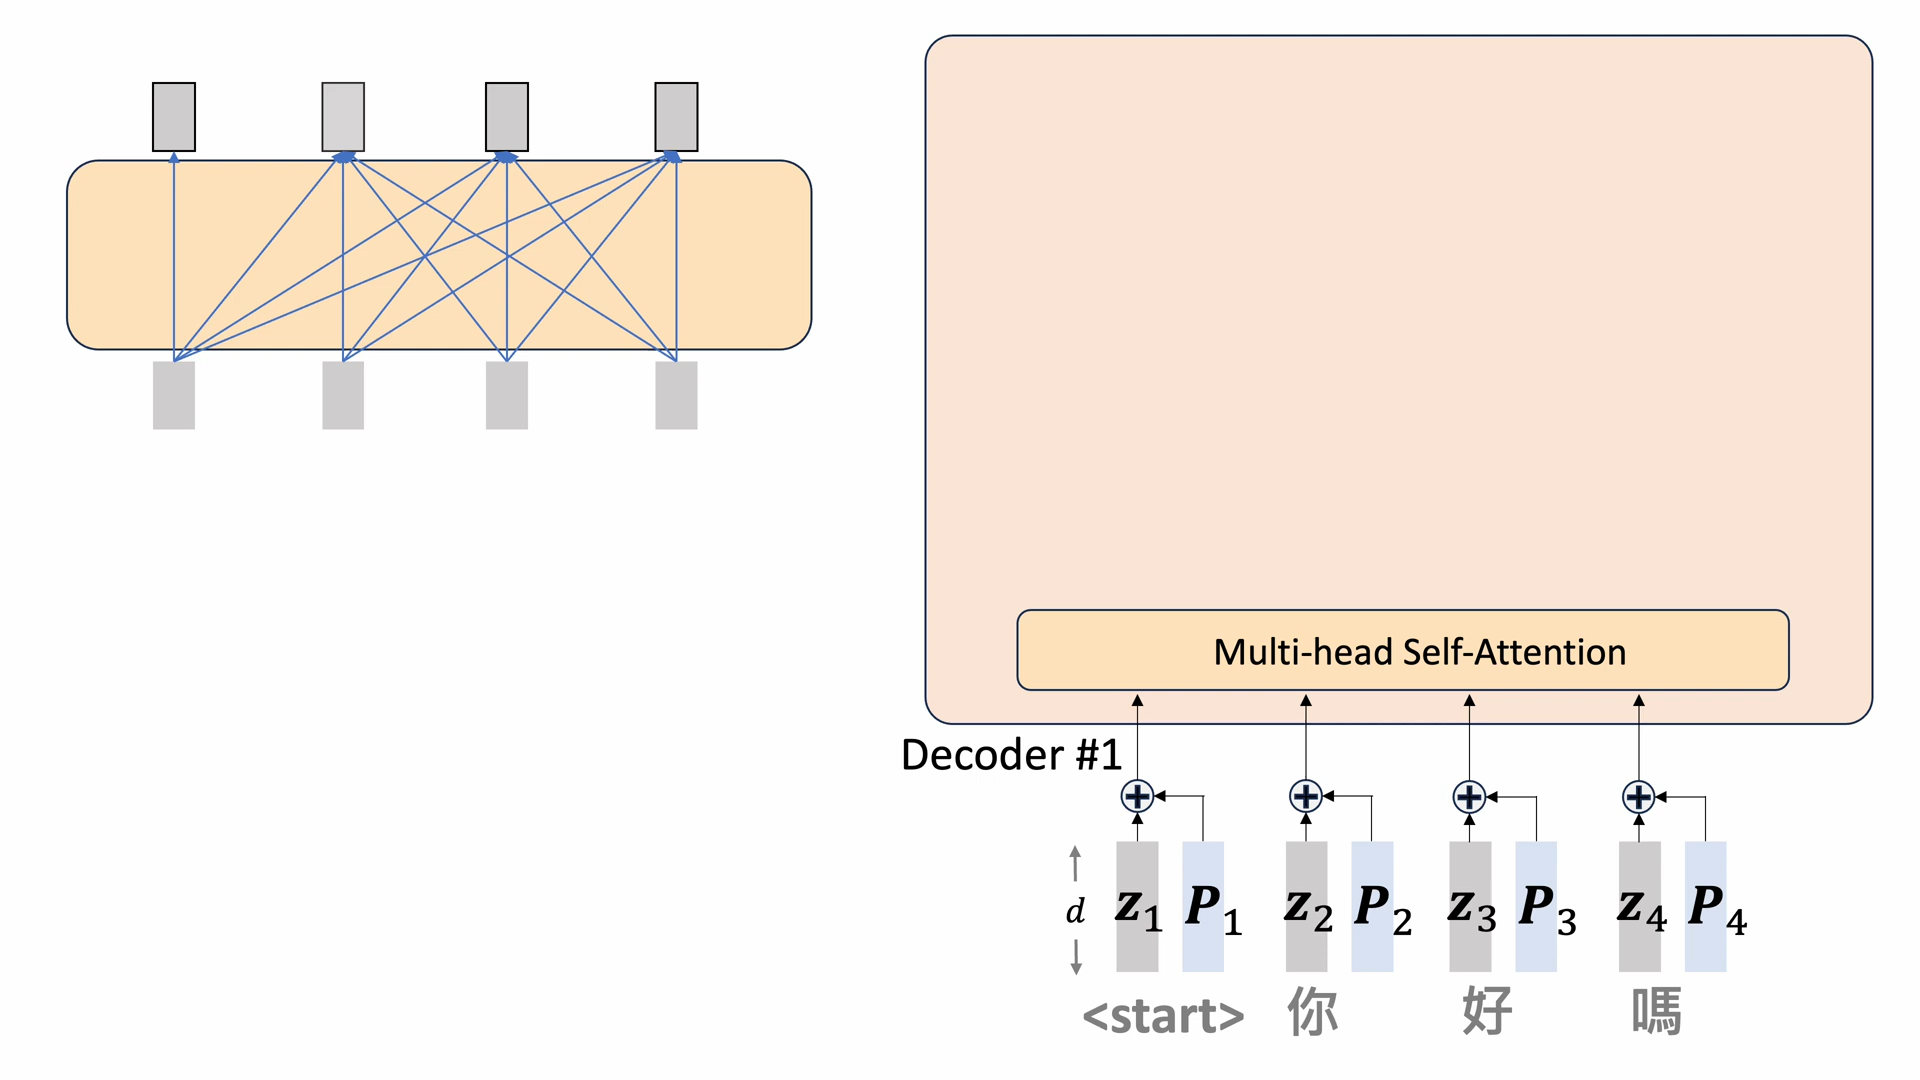 Multi-head Self-Attention
Decoder #1
d z₁ P₁ z₂ P₂ z₃ P₃ z₄ P₄
<start> 你 好 嗎